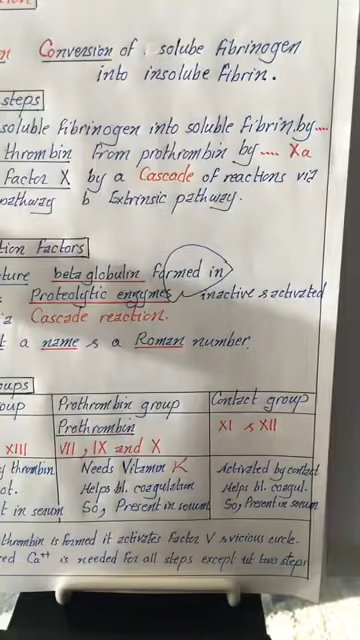 Conversion of. solube fibrinogen
into insolube Fibrin.
steps
soluble Fibrinogen into soluble Fibrin.by....
thrombin From prothrombin by .... Xa
Factor X by a Cascade of reactions via
pathway b Extrinsic pathway.
tion Factors
beta globulin formed in
Proteolytic enzymes inactive & activated
Cascade reaction.
a name & a Roman number.
oups
oup Prothrombin group Contact group
Prothrombin XI & XII
XIII VII, IX and X
thrombin Needs Vitamin K Activated by contact
ot. Helps bl. coagulation Helps bl. coagul.
t in serum So, Present in serum So, Present in serum
thrombin is formed it activates Factor V vicious circle.
red Ca++ is needed for all steps except two steps